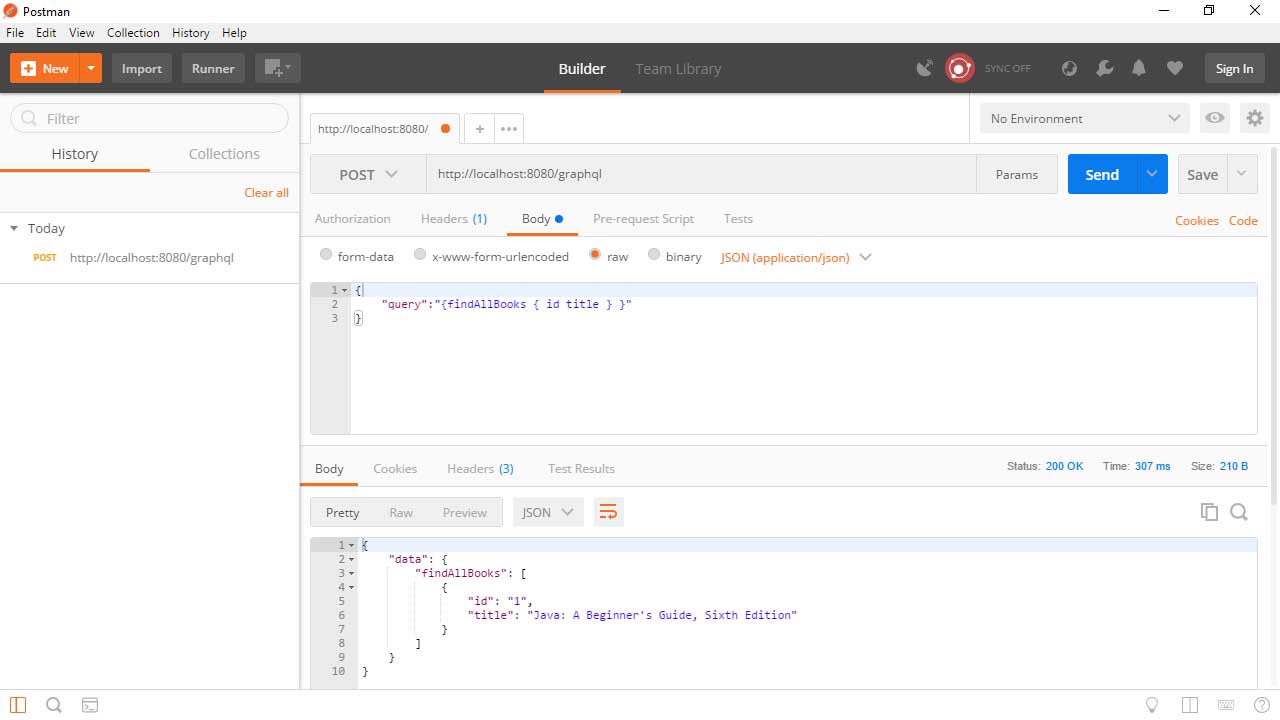 Postman
File Edit View Collection History Help
New Import Runner Builder Team Library SYNC OFF Sign In
Filter
History Collections
Clear all
Today
POST http://localhost:8080/graphql
http://localhost:8080/ + •••
No Environment
POST http://localhost:8080/graphql Params Send Save
Authorization Headers (1) Body Pre-request Script Tests Cookies Code
form-data x-www-form-urlencoded raw binary JSON (application/json)
1 {
2 "query":"{findAllBooks { id title } }"
3 }
Body Cookies Headers (3) Test Results Status: 200 OK Time: 307 ms Size: 210 B
Pretty Raw Preview JSON
1 {
2 "data": {
3 "findAllBooks": [
4 {
5 "id": "1",
6 "title": "Java: A Beginner's Guide, Sixth Edition"
7 }
8 ]
9 }
10 }